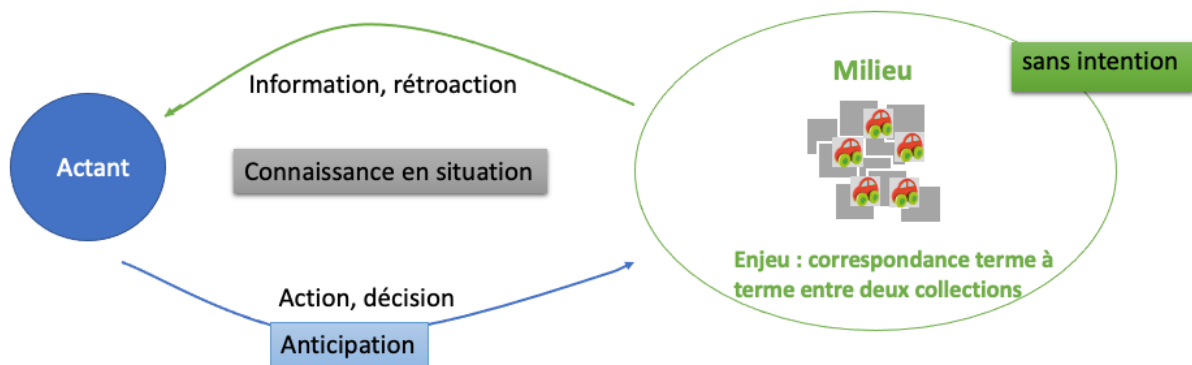 Information, rétroaction
Milieu
sans intention
Actant
Connaissance en situation
Enjeu : correspondance terme à
terme entre deux collections
Action, décision
Anticipation